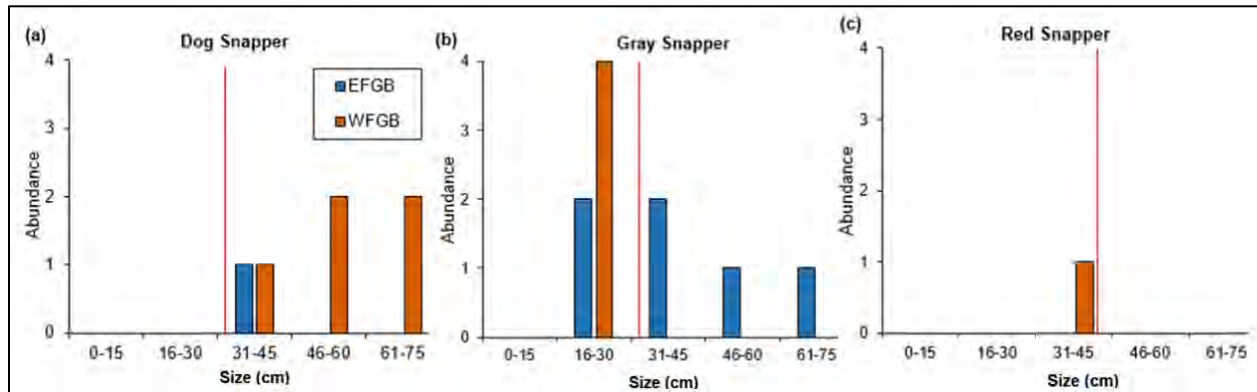 (a)
Dog Snapper
4
3
2
1
0
Abundance
EFGB
WFGB
0-15 16-30 31-45 46-60 61-75
Size (cm)
(b)
Gray Snapper
4
3
2
1
0
Abundance
0-15 16-30 31-45 46-60 61-75
Size (cm)
(c)
Red Snapper
4
3
2
1
0
Abundance
0-15 16-30 31-45 46-60 61-75
Size (cm)